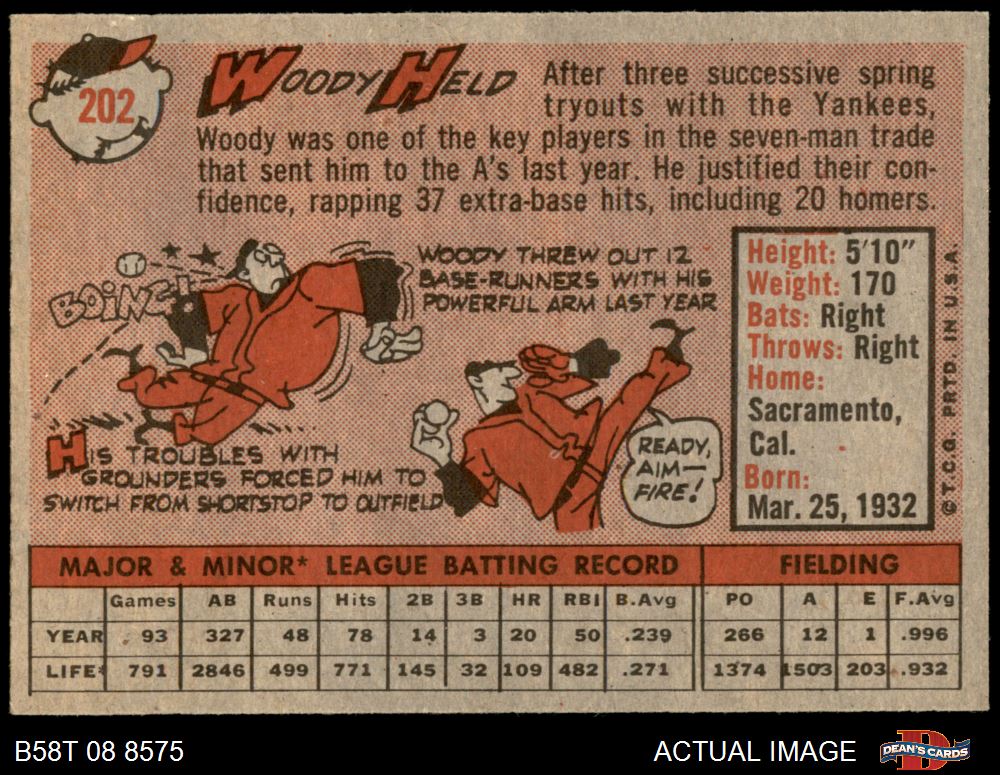 202
WOODY HELD
After three successive spring
tryouts with the Yankees,
Woody was one of the key players in the seven-man trade
that sent him to the A's last year. He justified their con-
fidence, rapping 37 extra-base hits, including 20 homers.
BOING!
HIS TROUBLES WITH
GROUNDERS FORCED HIM TO
SWITCH FROM SHORTSTOP TO OUTFIELD
WOODY THREW OUT 12
BASE-RUNNERS WITH HIS
POWERFUL ARM LAST YEAR
READY,
AIM—
FIRE!
Height: 5'10"
Weight: 170
Bats: Right
Throws: Right
Home:
Sacramento,
Cal.
Born:
Mar. 25, 1932
©T.C.G. PRTD. IN U.S.A.
MAJOR & MINOR* LEAGUE BATTING RECORD FIELDING
Games AB Runs Hits 2B 3B HR RBI B.Avg PO A E F.Avg
YEAR 93 327 48 78 14 3 20 50 .239 266 12 1 .996
LIFE* 791 2846 499 771 145 32 109 482 .271 1374 1503 203 .932
B58T 08 8575 ACTUAL IMAGE DEAN'S CARDS